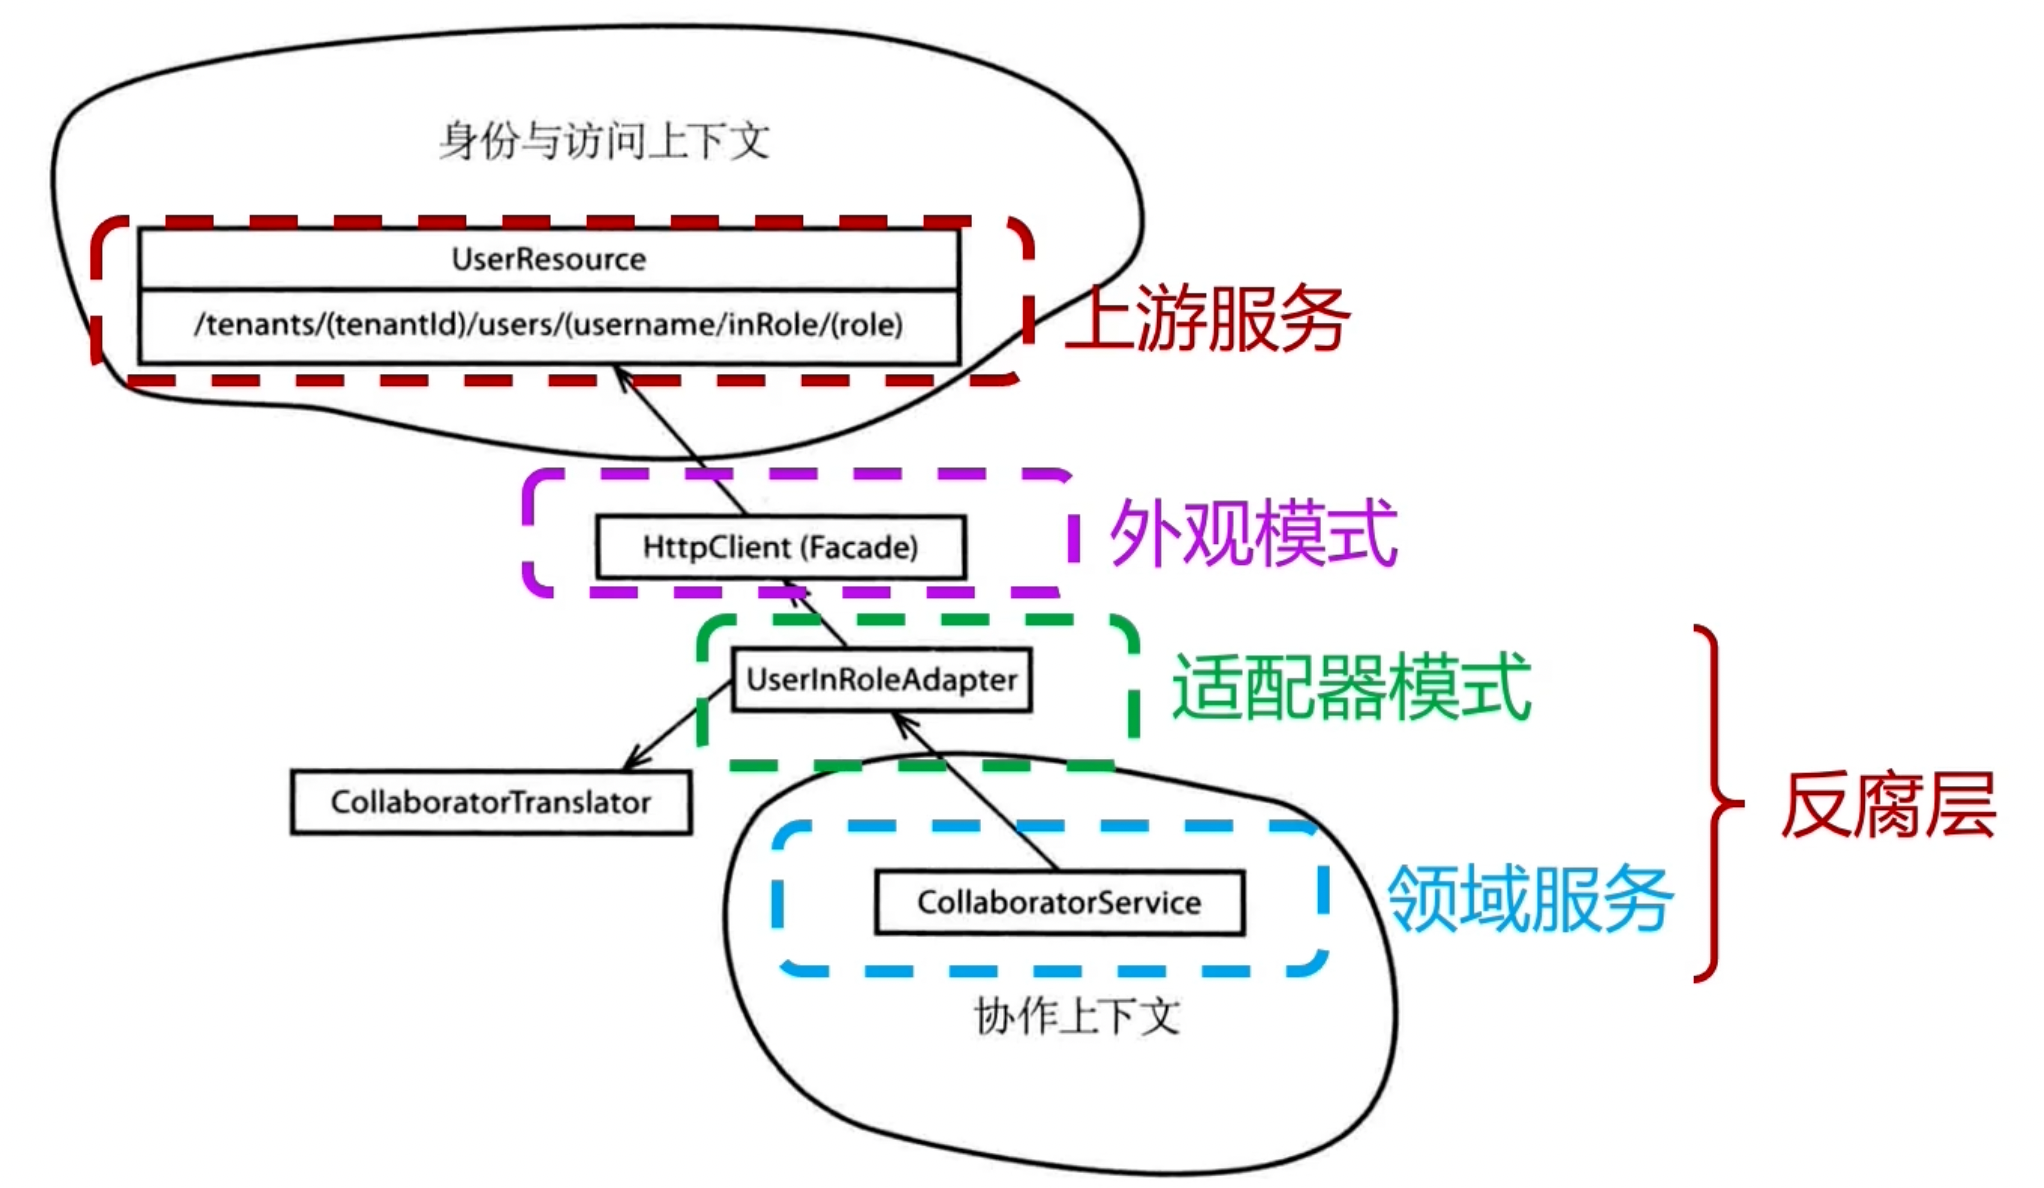 身份与访问上下文
UserResource
/tenants/(tenantId)/users/(username/inRole/(role)
上游服务
HttpClient (Facade)
外观模式
UserInRoleAdapter
适配器模式
CollaboratorTranslator
反腐层
CollaboratorService
领域服务
协作上下文